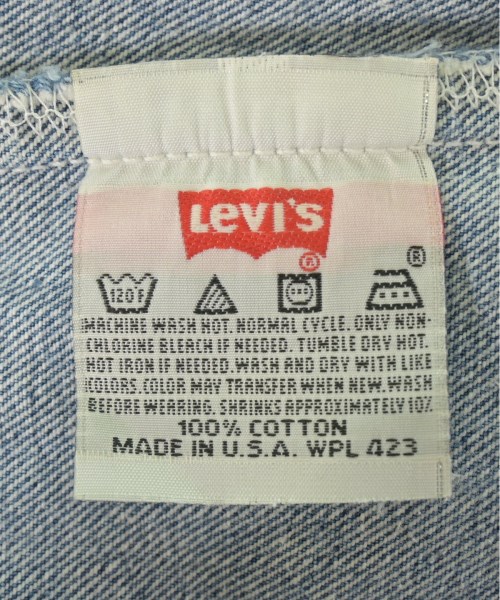 Levi's
®
®
120F
MACHINE WASH HOT. NORMAL CYCLE. ONLY NON-
CHLORINE BLEACH IF NEEDED. TUMBLE DRY HOT.
HOT IRON IF NEEDED. WASH AND DRY WITH LIKE
COLORS. COLOR MAY TRANSFER WHEN NEW. WASH
BEFORE WEARING. SHRINKS APPROXIMATELY 10%
100% COTTON
MADE IN U.S.A. WPL 423